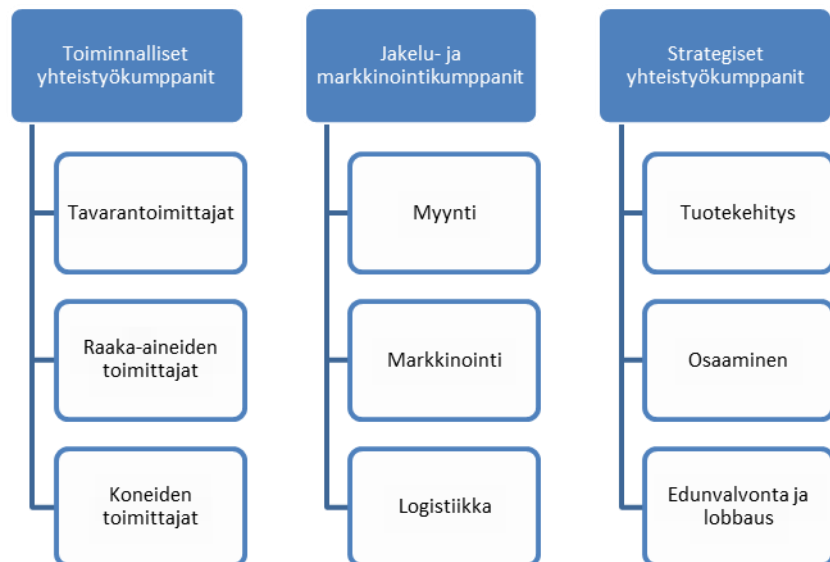 Toiminnalliset
yhteistyökumppanit
Tavarantoimittajat
Raaka-aineiden
toimittajat
Koneiden
toimittajat
Jakelu- ja
markkinointikumppanit
Myynti
Markkinointi
Logistiikka
Strategiset
yhteistyökumppanit
Tuotekehitys
Osaaminen
Edunvalvonta ja
lobbaus